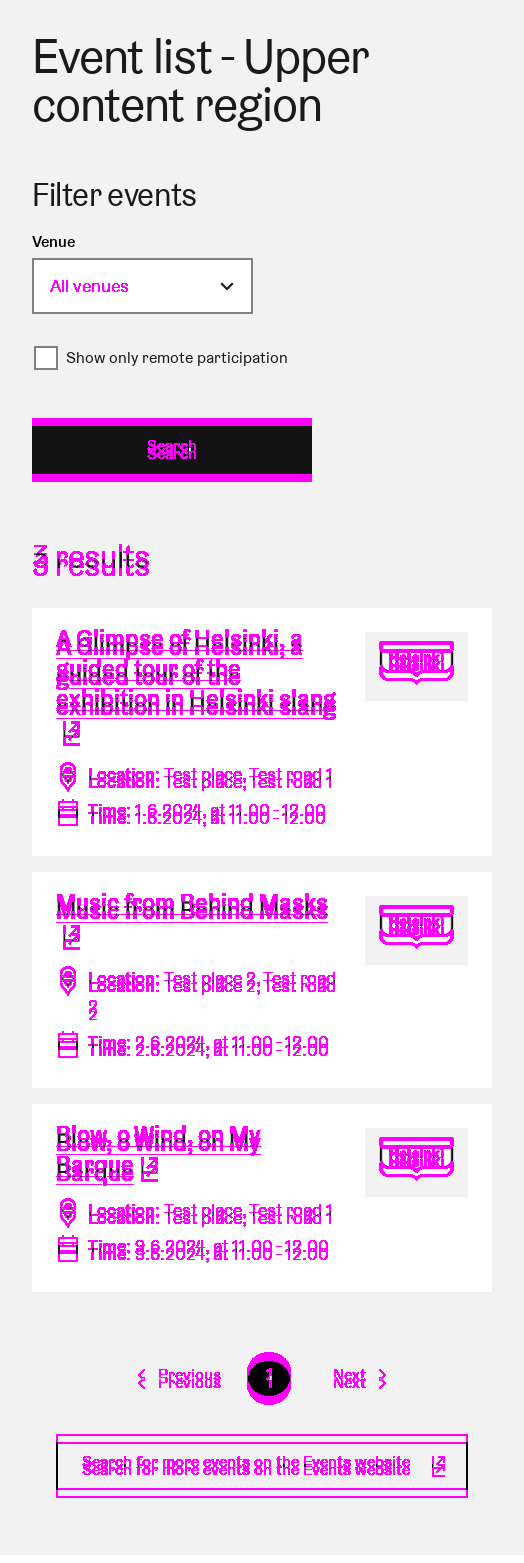 Event list - Upper
content region
Filter events
Venue
All venues
Show only remote participation
Search
3 results
A Glimpse of Helsinki, a
guided tour of the
exhibition in Helsinki slang
Location: Test place, Test road 1
Time: 1.6.2024, at 11.00 - 12.00
Helsinki
Music from Behind Masks
Location: Test place 2, Test road
2
Time: 2.6.2024, at 11.00 - 12.00
Helsinki
Blow, o Wind, on My
Barque
Location: Test place, Test road 1
Time: 3.6.2024, at 11.00 - 12.00
Helsinki
Previous 1 Next
Search for more events on the Events website